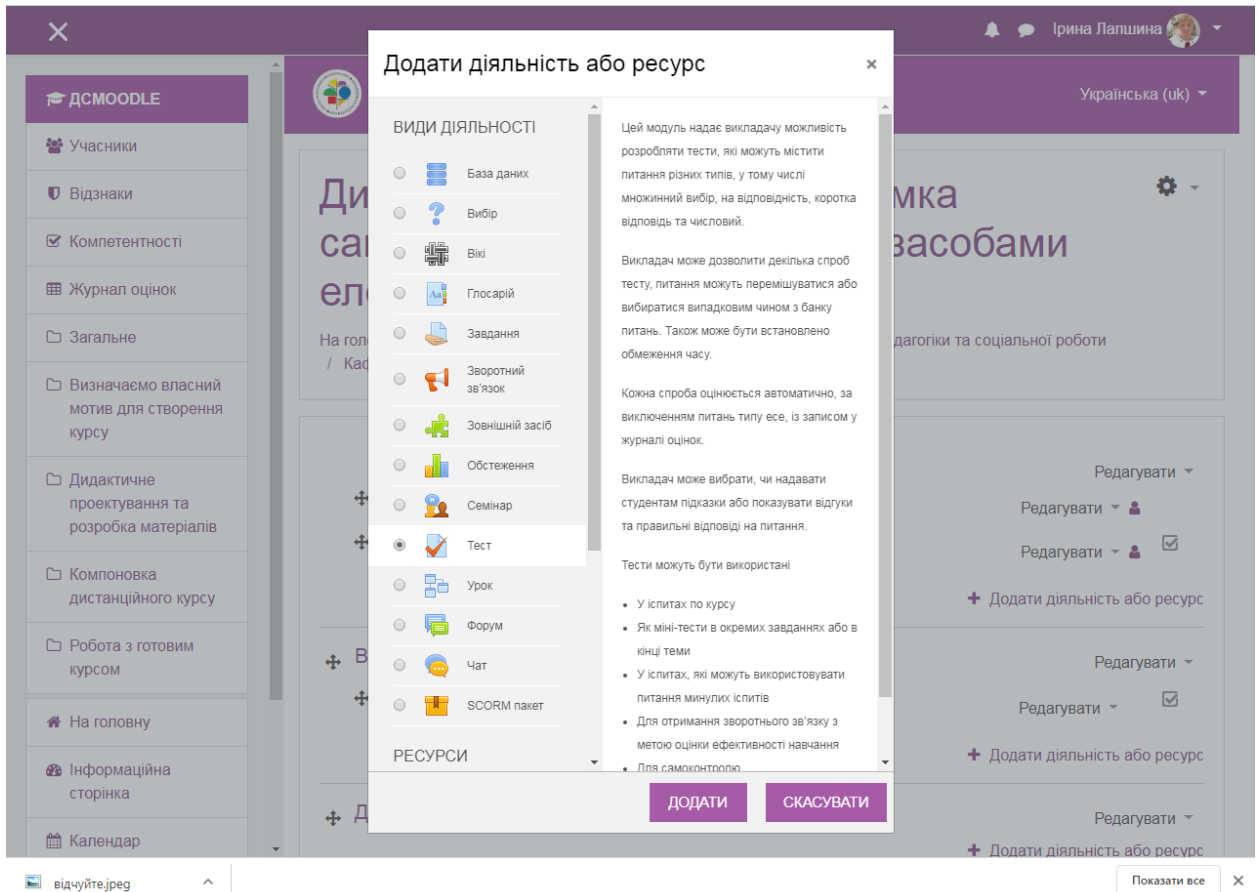 Ірина Лапшина
ДСMOODLE
Учасники
Відзнаки
Компетентності
Журнал оцінок
Загальне
Визначаємо власний
мотив для створення
курсу
Дидактичне
проектування та
розробка матеріалів
Компоновка
дистанційного курсу
Робота з готовим
курсом
На головну
Інформаційна
сторінка
Календар
Українська (uk)
Ди
мка
са
засобами
ел
На гол
дагогіки та соціальної роботи
/ Ка
Редагувати
Редагувати
Редагувати
Додати діяльність або ресурс
В
Редагувати
Редагувати
Додати діяльність або ресурс
Д
Редагувати
Додати діяльність або ресурс
Додати діяльність або ресурс
×
ВИДИ ДІЯЛЬНОСТІ
База даних
Вибір
Вікі
Глосарій
Завдання
Зворотний
зв'язок
Зовнішній засіб
Обстеження
Семінар
Тест
Урок
Форум
Чат
SCORM пакет
РЕСУРСИ
Цей модуль надає викладачу можливість
розробляти тести, які можуть містити
питання різних типів, у тому числі
множинний вибір, на відповідність, коротка
відповідь та числовий.
Викладач може дозволити декілька спроб
тесту, питання можуть перемішуватися або
вибиратися випадковим чином з банку
питань. Також може бути встановлено
обмеження часу.
Кожна спроба оцінюється автоматично, за
виключенням питань типу есе, із записом у
журналі оцінок.
Викладач може вибрати, чи надавати
студентам підказки або показувати відгуки
та правильні відповіді на питання.
Тести можуть бути використані
• У іспитах по курсу
• Як міні-тести в окремих завданнях або в
кінці теми
• У іспитах, які можуть використовувати
питання минулих іспитів
• Для отримання зворотнього зв'язку з
метою оцінки ефективності навчання
• Для самоконтролю
ДОДАТИ
СКАСУВАТИ
відчуйте.jpeg
Показати все